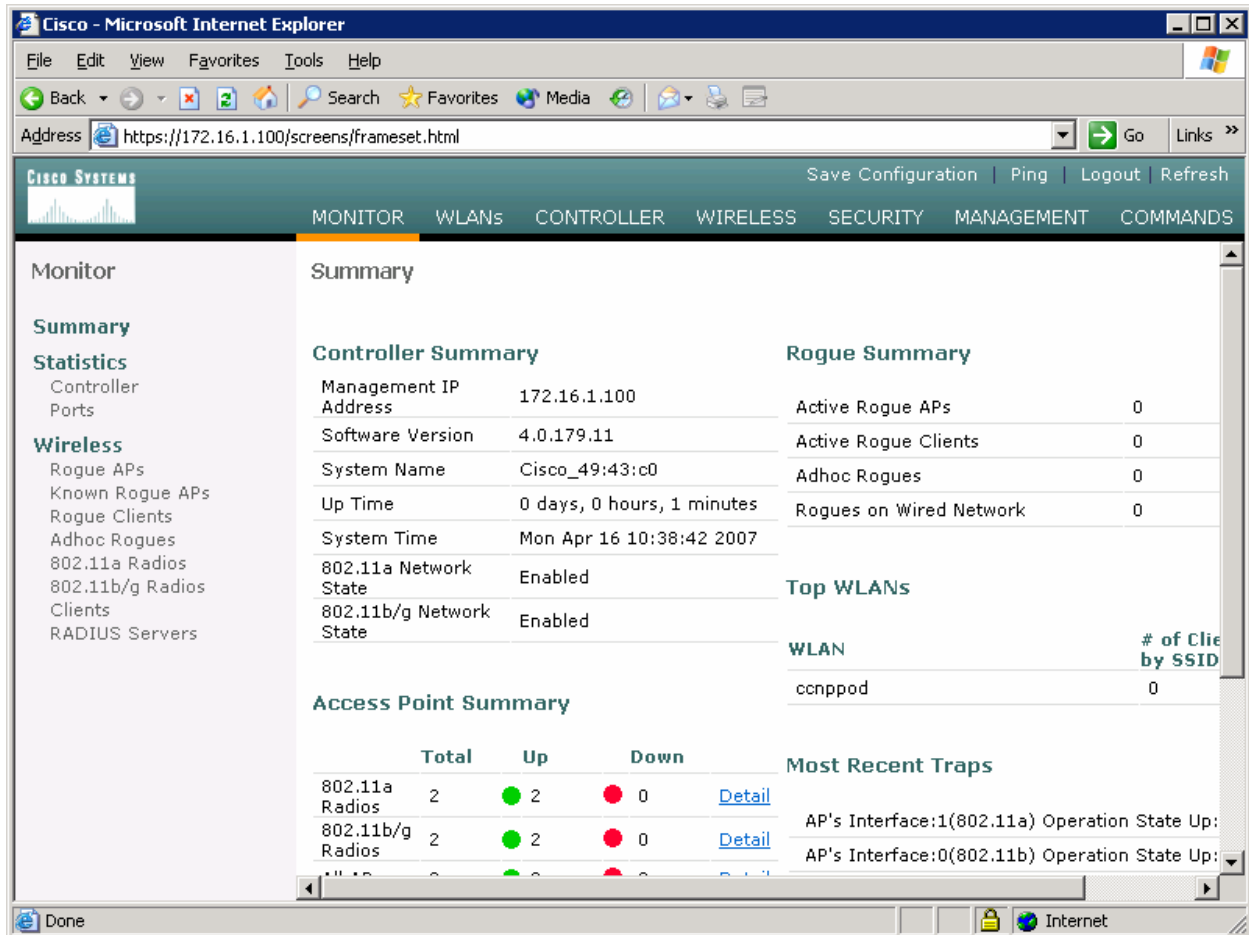 Cisco - Microsoft Internet Explorer
File Edit View Favorites Tools Help
Back Search Favorites Media
Address https://172.16.1.100/screens/frameset.html Go Links »
CISCO SYSTEMS
Save Configuration | Ping | Logout | Refresh
MONITOR WLANs CONTROLLER WIRELESS SECURITY MANAGEMENT COMMANDS
Monitor
Summary
Statistics
Controller
Ports
Wireless
Rogue APs
Known Rogue APs
Rogue Clients
Adhoc Rogues
802.11a Radios
802.11b/g Radios
Clients
RADIUS Servers
Summary
Controller Summary
Management IP Address 172.16.1.100
Software Version 4.0.179.11
System Name Cisco_49:43:c0
Up Time 0 days, 0 hours, 1 minutes
System Time Mon Apr 16 10:38:42 2007
802.11a Network State Enabled
802.11b/g Network State Enabled
Access Point Summary
Total Up Down
802.11a Radios 2 2 0 Detail
802.11b/g Radios 2 2 0 Detail
Rogue Summary
Active Rogue APs 0
Active Rogue Clients 0
Adhoc Rogues 0
Rogues on Wired Network 0
Top WLANs
WLAN # of Clie
by SSID
ccnppod 0
Most Recent Traps
AP's Interface:1(802.11a) Operation State Up:
AP's Interface:0(802.11b) Operation State Up:
Done Internet